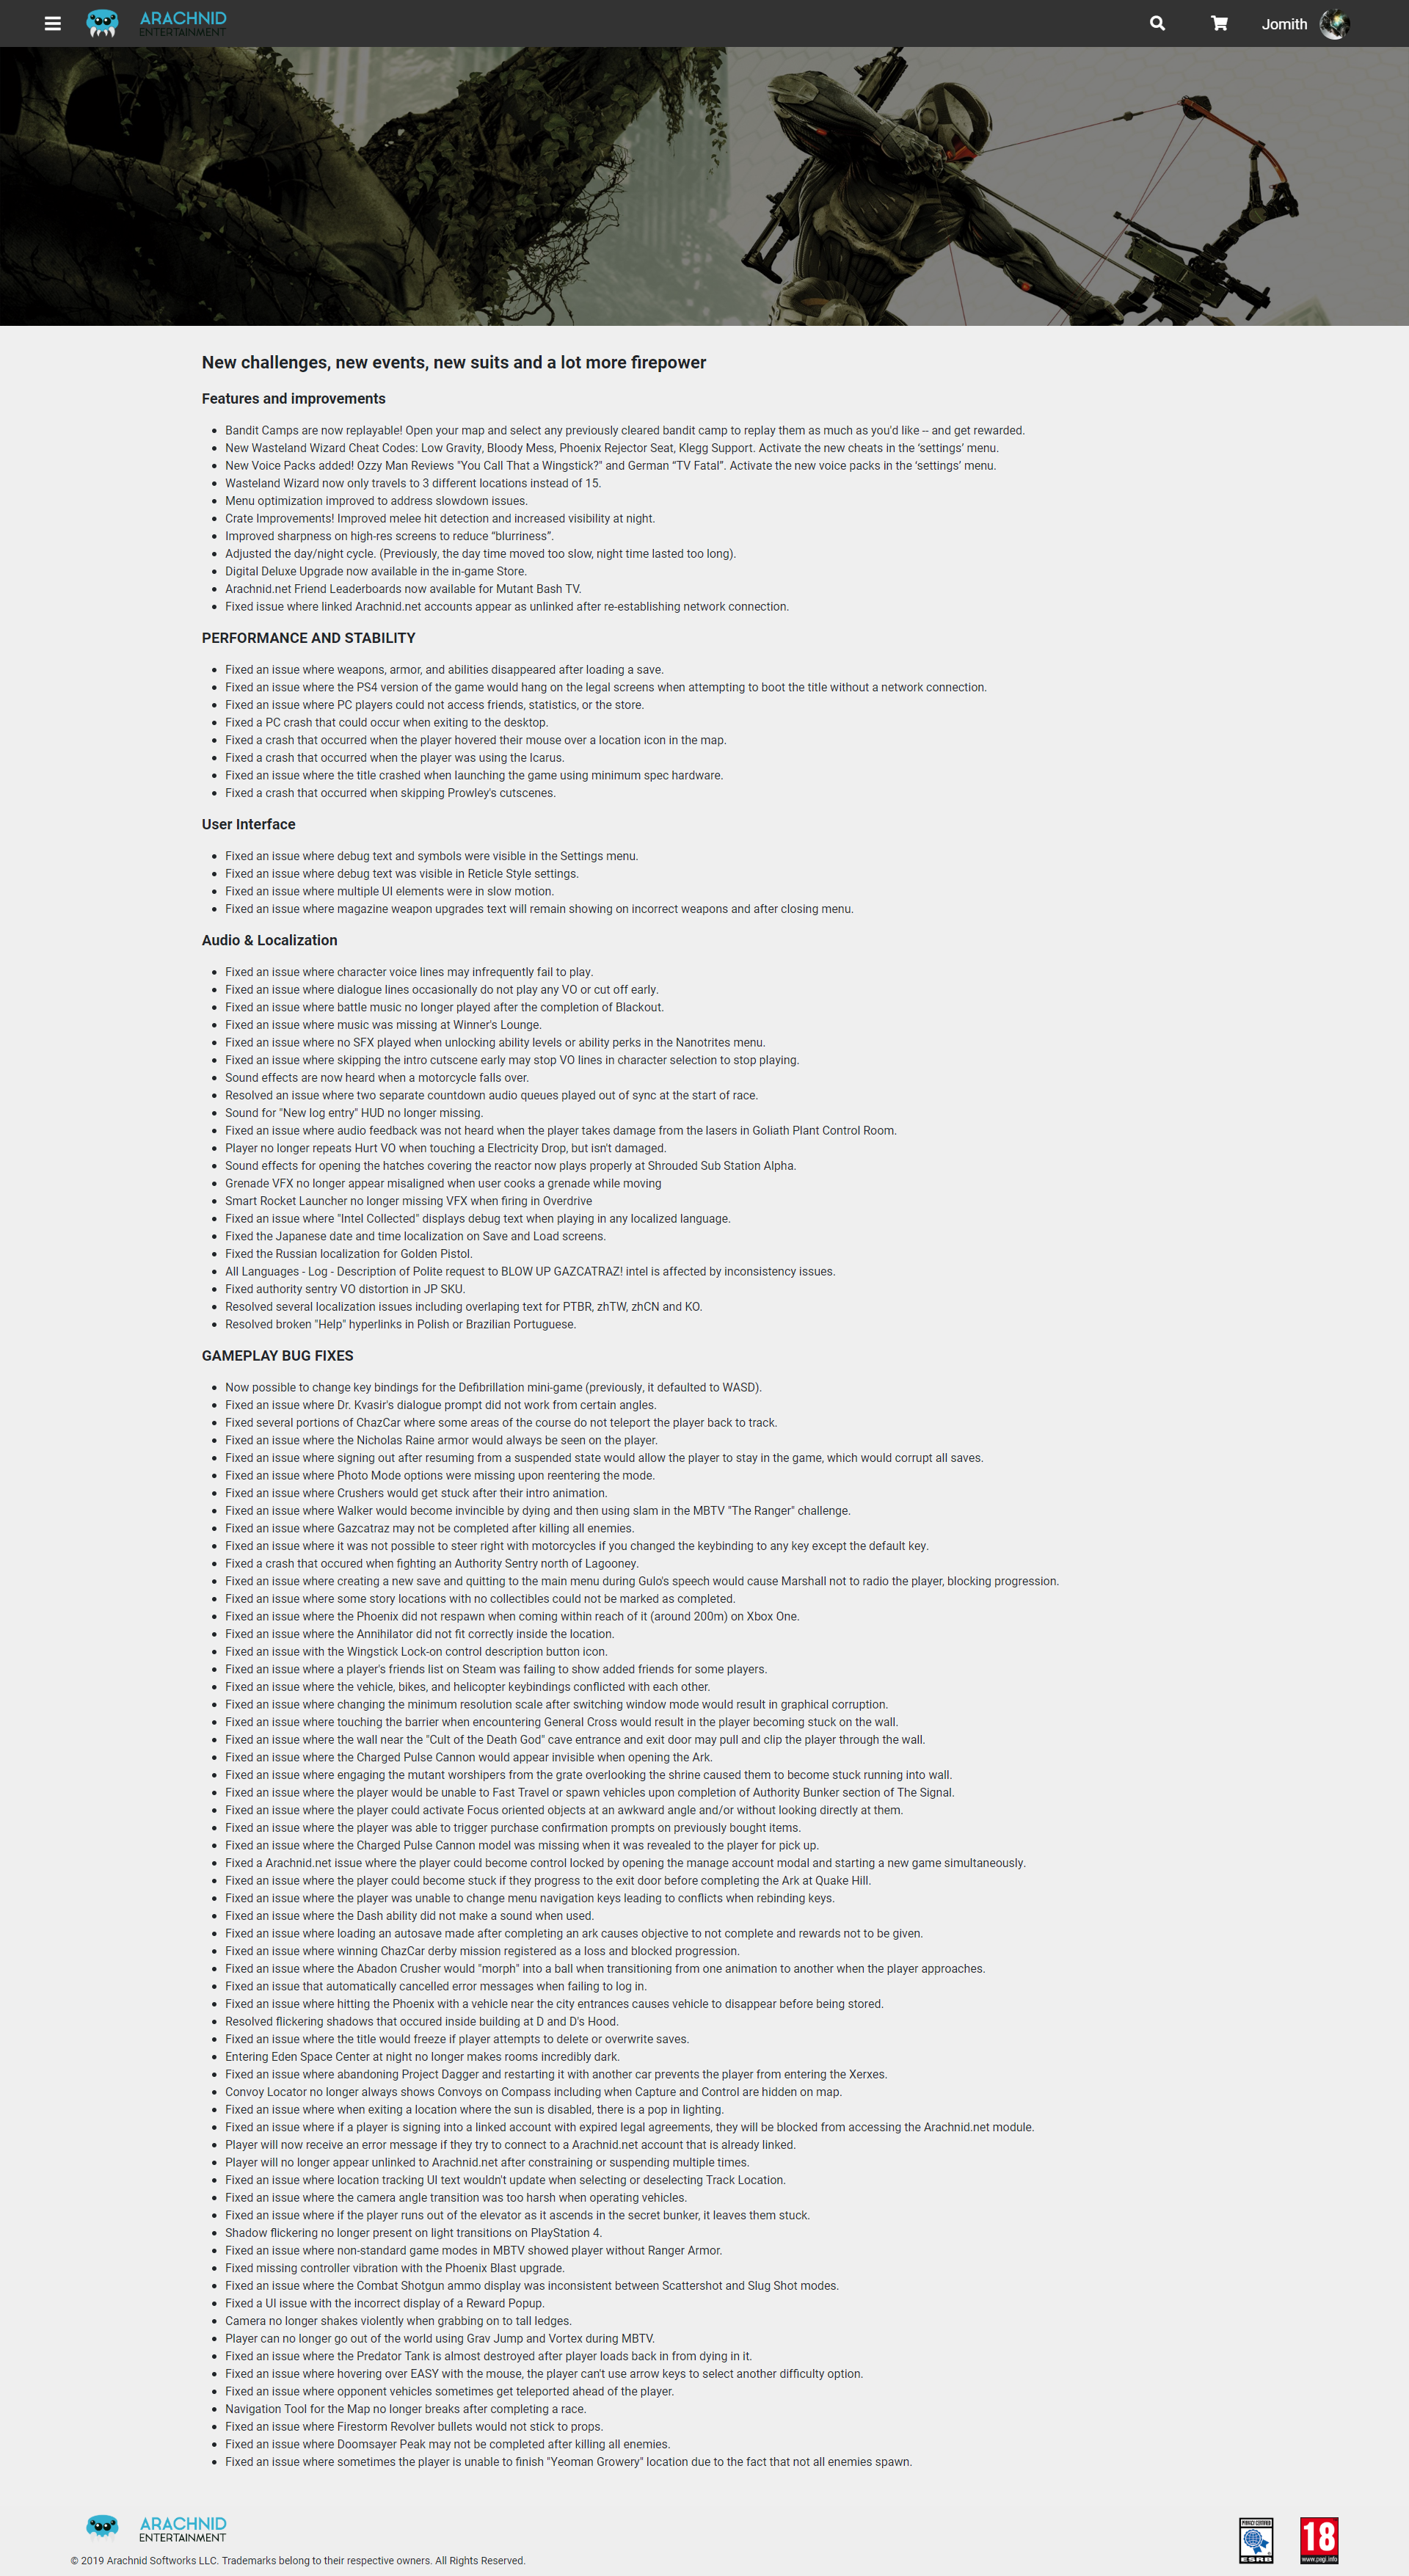 ARACHNID
ENTERTAINMENT
Jomith
New challenges, new events, new suits and a lot more firepower
Features and improvements
Bandit Camps are now replayable! Open your map and select any previously cleared bandit camp to replay them as much as you'd like -- and get rewarded.
New Wasteland Wizard Cheat Codes: Low Gravity, Bloody Mess, Phoenix Rejector Seat, Klegg Support. Activate the new cheats in the ‘settings’ menu.
New Voice Packs added! Ozzy Man Reviews "You Call That a Wingstick?" and German “TV Fatal”. Activate the new voice packs in the ‘settings’ menu.
Wasteland Wizard now only travels to 3 different locations instead of 15.
Menu optimization improved to address slowdown issues.
Crate Improvements! Improved melee hit detection and increased visibility at night.
Improved sharpness on high-res screens to reduce “blurriness”.
Adjusted the day/night cycle. (Previously, the day time moved too slow, night time lasted too long).
Digital Deluxe Upgrade now available in the in-game Store.
Arachnid.net Friend Leaderboards now available for Mutant Bash TV.
Fixed issue where linked Arachnid.net accounts appear as unlinked after re-establishing network connection.
PERFORMANCE AND STABILITY
Fixed an issue where weapons, armor, and abilities disappeared after loading a save.
Fixed an issue where the PS4 version of the game would hang on the legal screens when attempting to boot the title without a network connection.
Fixed an issue where PC players could not access friends, statistics, or the store.
Fixed a PC crash that could occur when exiting to the desktop.
Fixed a crash that occurred when the player hovered their mouse over a location icon in the map.
Fixed a crash that occurred when the player was using the Icarus.
Fixed an issue where the title crashed when launching the game using minimum spec hardware.
Fixed a crash that occurred when skipping Prowley's cutscenes.
User Interface
Fixed an issue where debug text and symbols were visible in the Settings menu.
Fixed an issue where debug text was visible in Reticle Style settings.
Fixed an issue where multiple UI elements were in slow motion.
Fixed an issue where magazine weapon upgrades text will remain showing on incorrect weapons and after closing menu.
Audio & Localization
Fixed an issue where character voice lines may infrequently fail to play.
Fixed an issue where dialogue lines occasionally do not play any VO or cut off early.
Fixed an issue where battle music no longer played after the completion of Blackout.
Fixed an issue where music was missing at Winner's Lounge.
Fixed an issue where no SFX played when unlocking ability levels or ability perks in the Nanotrites menu.
Fixed an issue where skipping the intro cutscene early may stop VO lines in character selection to stop playing.
Sound effects are now heard when a motorcycle falls over.
Resolved an issue where two separate countdown audio queues played out of sync at the start of race.
Sound for "New log entry" HUD no longer missing.
Fixed an issue where audio feedback was not heard when the player takes damage from the lasers in Goliath Plant Control Room.
Player no longer repeats Hurt VO when touching a Electricity Drop, but isn't damaged.
Sound effects for opening the hatches covering the reactor now plays properly at Shrouded Sub Station Alpha.
Grenade VFX no longer appear misaligned when user cooks a grenade while moving
Smart Rocket Launcher no longer missing VFX when firing in Overdrive
Fixed an issue where "Intel Collected" displays debug text when playing in any localized language.
Fixed the Japanese date and time localization on Save and Load screens.
Fixed the Russian localization for Golden Pistol.
All Languages - Log - Description of Polite request to BLOW UP GAZCATRAZ! intel is affected by inconsistency issues.
Fixed authority sentry VO distortion in JP SKU.
Resolved several localization issues including overlaping text for PTBR, zhTW, zhCN and KO.
Resolved broken "Help" hyperlinks in Polish or Brazilian Portuguese.
GAMEPLAY BUG FIXES
Now possible to change key bindings for the Defibrillation mini-game (previously, it defaulted to WASD).
Fixed an issue where Dr. Kvasir's dialogue prompt did not work from certain angles.
Fixed several portions of ChazCar where some areas of the course do not teleport the player back to track.
Fixed an issue where the Nicholas Raine armor would always be seen on the player.
Fixed an issue where signing out after resuming from a suspended state would allow the player to stay in the game, which would corrupt all saves.
Fixed an issue where Photo Mode options were missing upon reentering the mode.
Fixed an issue where Crushers would get stuck after their intro animation.
Fixed an issue where Walker would become invincible by dying and then using slam in the MBTV "The Ranger" challenge.
Fixed an issue where Gazcatraz may not be completed after killing all enemies.
Fixed an issue where it was not possible to steer right with motorcycles if you changed the keybinding to any key except the default key.
Fixed a crash that occured when fighting an Authority Sentry north of Lagooney.
Fixed an issue where creating a new save and quitting to the main menu during Gulo's speech would cause Marshall not to radio the player, blocking progression.
Fixed an issue where some story locations with no collectibles could not be marked as completed.
Fixed an issue where the Phoenix did not respawn when coming within reach of it (around 200m) on Xbox One.
Fixed an issue where the Annihilator did not fit correctly inside the location.
Fixed an issue with the Wingstick Lock-on control description button icon.
Fixed an issue where a player's friends list on Steam was failing to show added friends for some players.
Fixed an issue where the vehicle, bikes, and helicopter keybindings conflicted with each other.
Fixed an issue where changing the minimum resolution scale after switching window mode would result in graphical corruption.
Fixed an issue where touching the barrier when encountering General Cross would result in the player becoming stuck on the wall.
Fixed an issue where the wall near the "Cult of the Death God" cave entrance and exit door may pull and clip the player through the wall.
Fixed an issue where the Charged Pulse Cannon would appear invisible when opening the Ark.
Fixed an issue where engaging the mutant worshipers from the grate overlooking the shrine caused them to become stuck running into wall.
Fixed an issue where the player would be unable to Fast Travel or spawn vehicles upon completion of Authority Bunker section of The Signal.
Fixed an issue where the player could activate Focus oriented objects at an awkward angle and/or without looking directly at them.
Fixed an issue where the player was able to trigger purchase confirmation prompts on previously bought items.
Fixed an issue where the Charged Pulse Cannon model was missing when it was revealed to the player for pick up.
Fixed a Arachnid.net issue where the player could become control locked by opening the manage account modal and starting a new game simultaneously.
Fixed an issue where the player could become stuck if they progress to the exit door before completing the Ark at Quake Hill.
Fixed an issue where the player was unable to change menu navigation keys leading to conflicts when rebinding keys.
Fixed an issue where the Dash ability did not make a sound when used.
Fixed an issue where loading an autosave made after completing an ark causes objective to not complete and rewards not to be given.
Fixed an issue where winning ChazCar derby mission registered as a loss and blocked progression.
Fixed an issue where the Abadon Crusher would "morph" into a ball when transitioning from one animation to another when the player approaches.
Fixed an issue that automatically cancelled error messages when failing to log in.
Fixed an issue where hitting the Phoenix with a vehicle near the city entrances causes vehicle to disappear before being stored.
Resolved flickering shadows that occured inside building at D and D's Hood.
Fixed an issue where the title would freeze if player attempts to delete or overwrite saves.
Entering Eden Space Center at night no longer makes rooms incredibly dark.
Fixed an issue where abandoning Project Dagger and restarting it with another car prevents the player from entering the Xerxes.
Convoy Locator no longer always shows Convoys on Compass including when Capture and Control are hidden on map.
Fixed an issue where when exiting a location where the sun is disabled, there is a pop in lighting.
Fixed an issue where if a player is signing into a linked account with expired legal agreements, they will be blocked from accessing the Arachnid.net module.
Player will now receive an error message if they try to connect to a Arachnid.net account that is already linked.
Player will no longer appear unlinked to Arachnid.net after constraining or suspending multiple times.
Fixed an issue where location tracking UI text wouldn't update when selecting or deselecting Track Location.
Fixed an issue where the camera angle transition was too harsh when operating vehicles.
Fixed an issue where if the player runs out of the elevator as it ascends in the secret bunker, it leaves them stuck.
Shadow flickering no longer present on light transitions on PlayStation 4.
Fixed an issue where non-standard game modes in MBTV showed player without Ranger Armor.
Fixed missing controller vibration with the Phoenix Blast upgrade.
Fixed an issue where the Combat Shotgun ammo display was inconsistent between Scattershot and Slug Shot modes.
Fixed a UI issue with the incorrect display of a Reward Popup.
Camera no longer shakes violently when grabbing on to tall ledges.
Player can no longer go out of the world using Grav Jump and Vortex during MBTV.
Fixed an issue where the Predator Tank is almost destroyed after player loads back in from dying in it.
Fixed an issue where hovering over EASY with the mouse, the player can't use arrow keys to select another difficulty option.
Fixed an issue where opponent vehicles sometimes get teleported ahead of the player.
Navigation Tool for the Map no longer breaks after completing a race.
Fixed an issue where Firestorm Revolver bullets would not stick to props.
Fixed an issue where Doomsayer Peak may not be completed after killing all enemies.
Fixed an issue where sometimes the player is unable to finish "Yeoman Growery" location due to the fact that not all enemies spawn.
ARACHNID
ENTERTAINMENT
PRIVACY CERTIFIED
ESRB
18
www.pegi.info
© 2019 Arachnid Softworks LLC. Trademarks belong to their respective owners. All Rights Reserved.